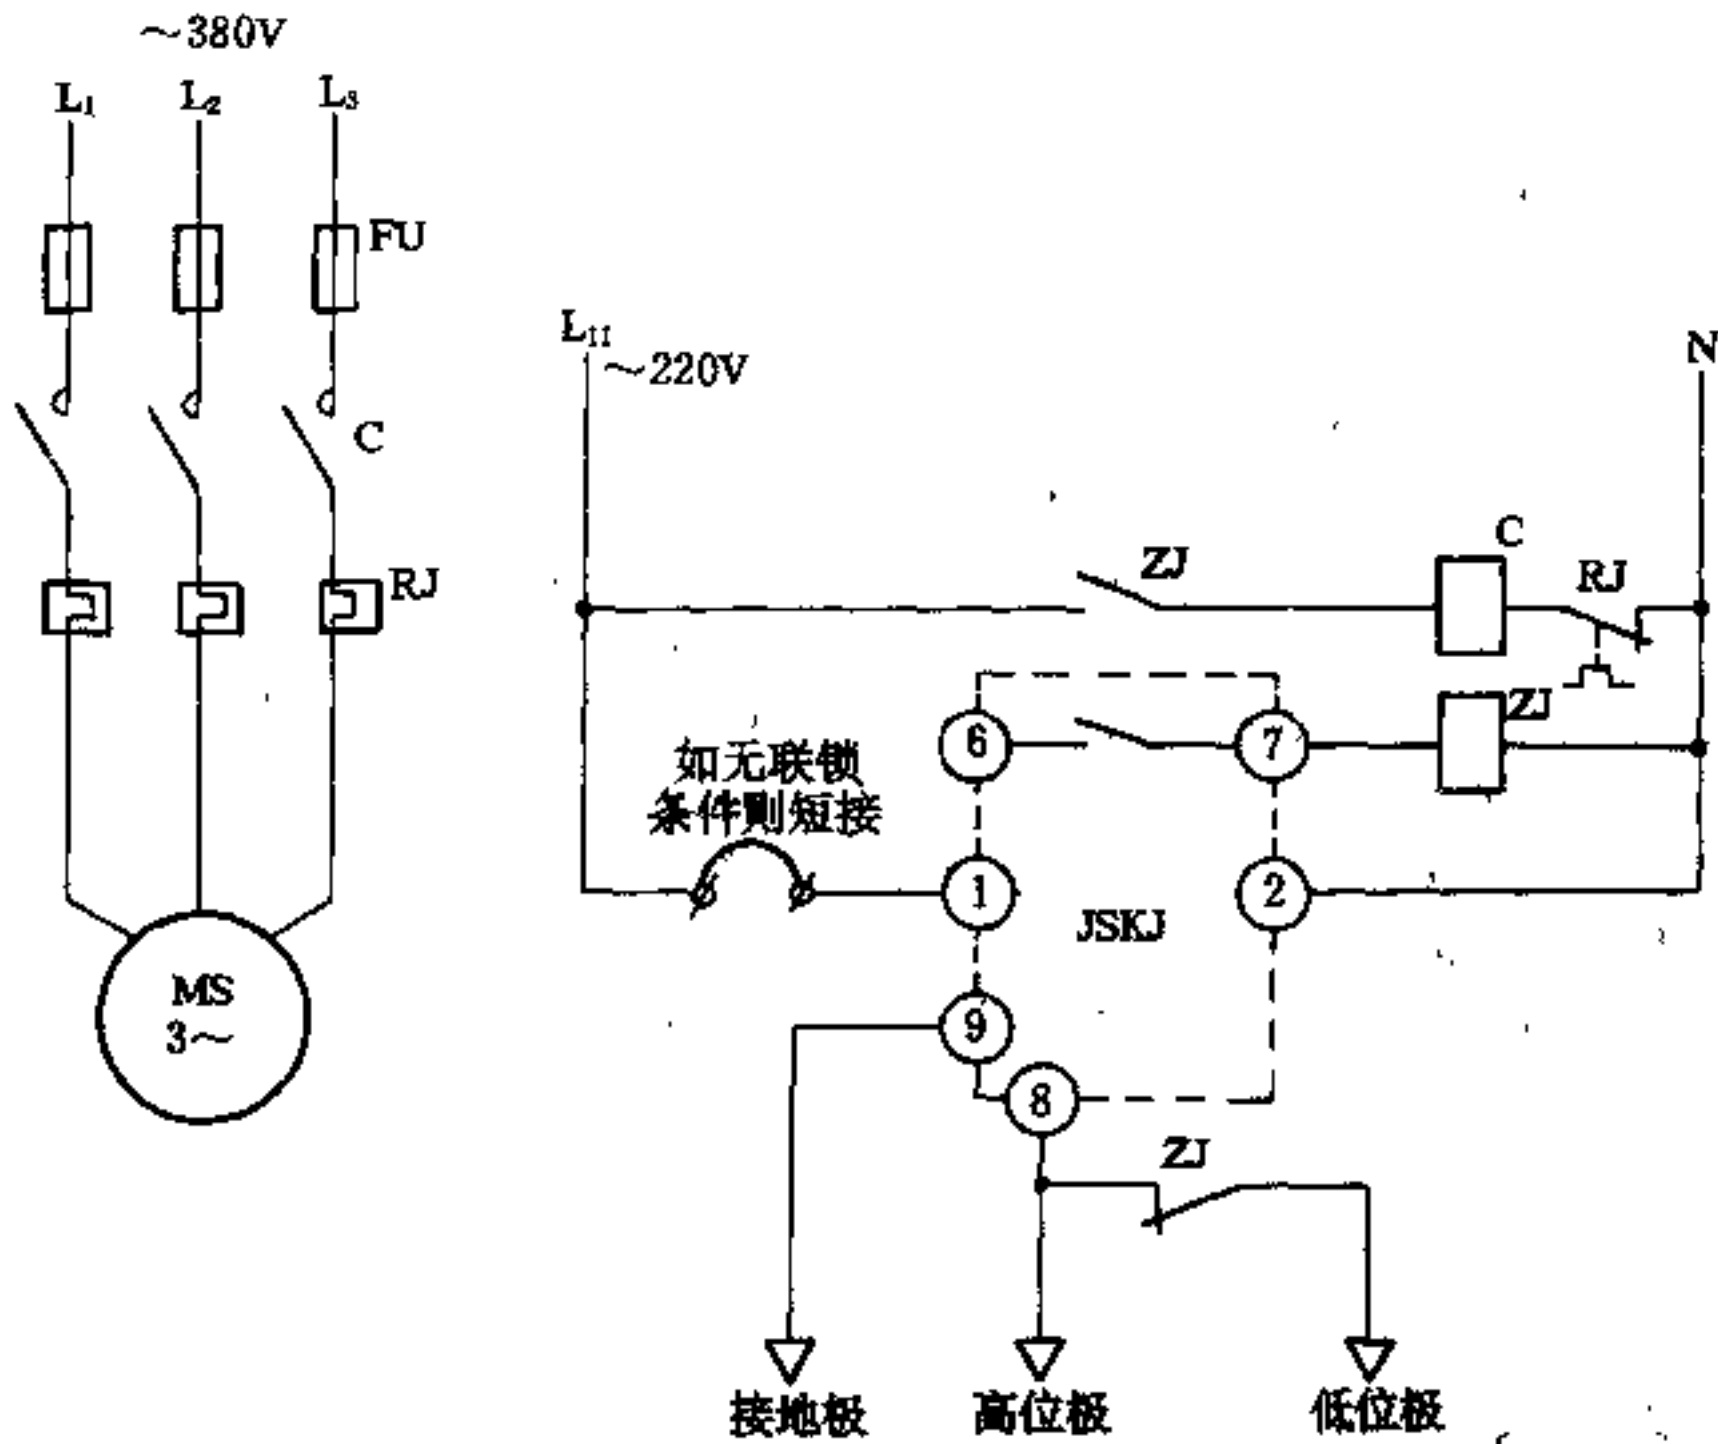 ~380V
L₁ L₂ L₃
FU
L₁₁
~220V
N
C
C
ZJ
RJ
RJ
ZJ
6
7
如无联锁
条件则短接
1
2
JSKJ
MS
3~
9
8
ZJ
接地极 高位极 低位极